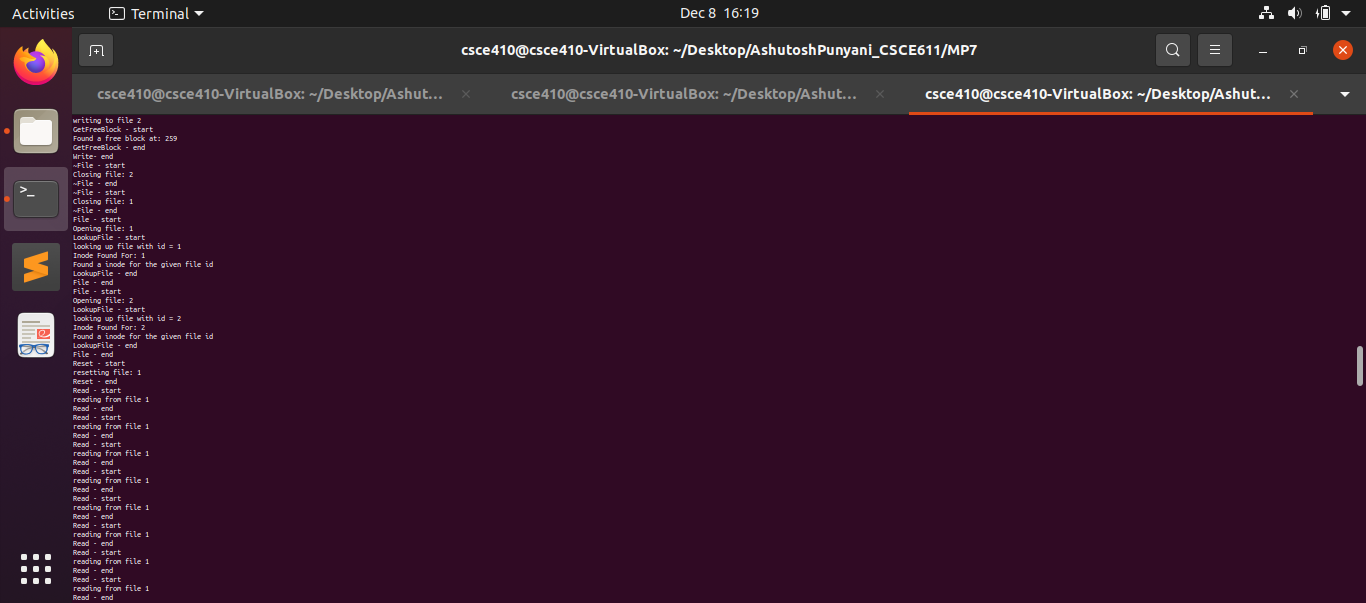 Activities Terminal Dec 8 16:19
csce410@csce410-VirtualBox: ~/Desktop/AshutoshPunyani_CSCE611/MP7
csce410@csce410-VirtualBox: ~/Desktop/Ashut... csce410@csce410-VirtualBox: ~/Desktop/Ashut... csce410@csce410-VirtualBox: ~/Desktop/Ashut...
writing to file 2
GetFreeBlock - start
Found a free block at: 259
GetFreeBlock - end
Write- end
~File - start
Closing file: 2
~File - end
~File - start
Closing file: 1
~File - end
File - start
Opening file: 1
LookupFile - start
looking up file with id = 1
Inode Found For: 1
Found a inode for the given file id
LookupFile - end
File - end
File - start
Opening file: 2
LookupFile - start
looking up file with id = 2
Inode Found For: 2
Found a inode for the given file id
LookupFile - end
File - end
Reset - start
resetting file: 1
Reset - end
Read - start
reading from file 1
Read - end
Read - start
reading from file 1
Read - end
Read - start
reading from file 1
Read - end
Read - start
reading from file 1
Read - end
Read - start
reading from file 1
Read - end
Read - start
reading from file 1
Read - end
Read - start
reading from file 1
Read - end
Read - start
reading from file 1
Read - end